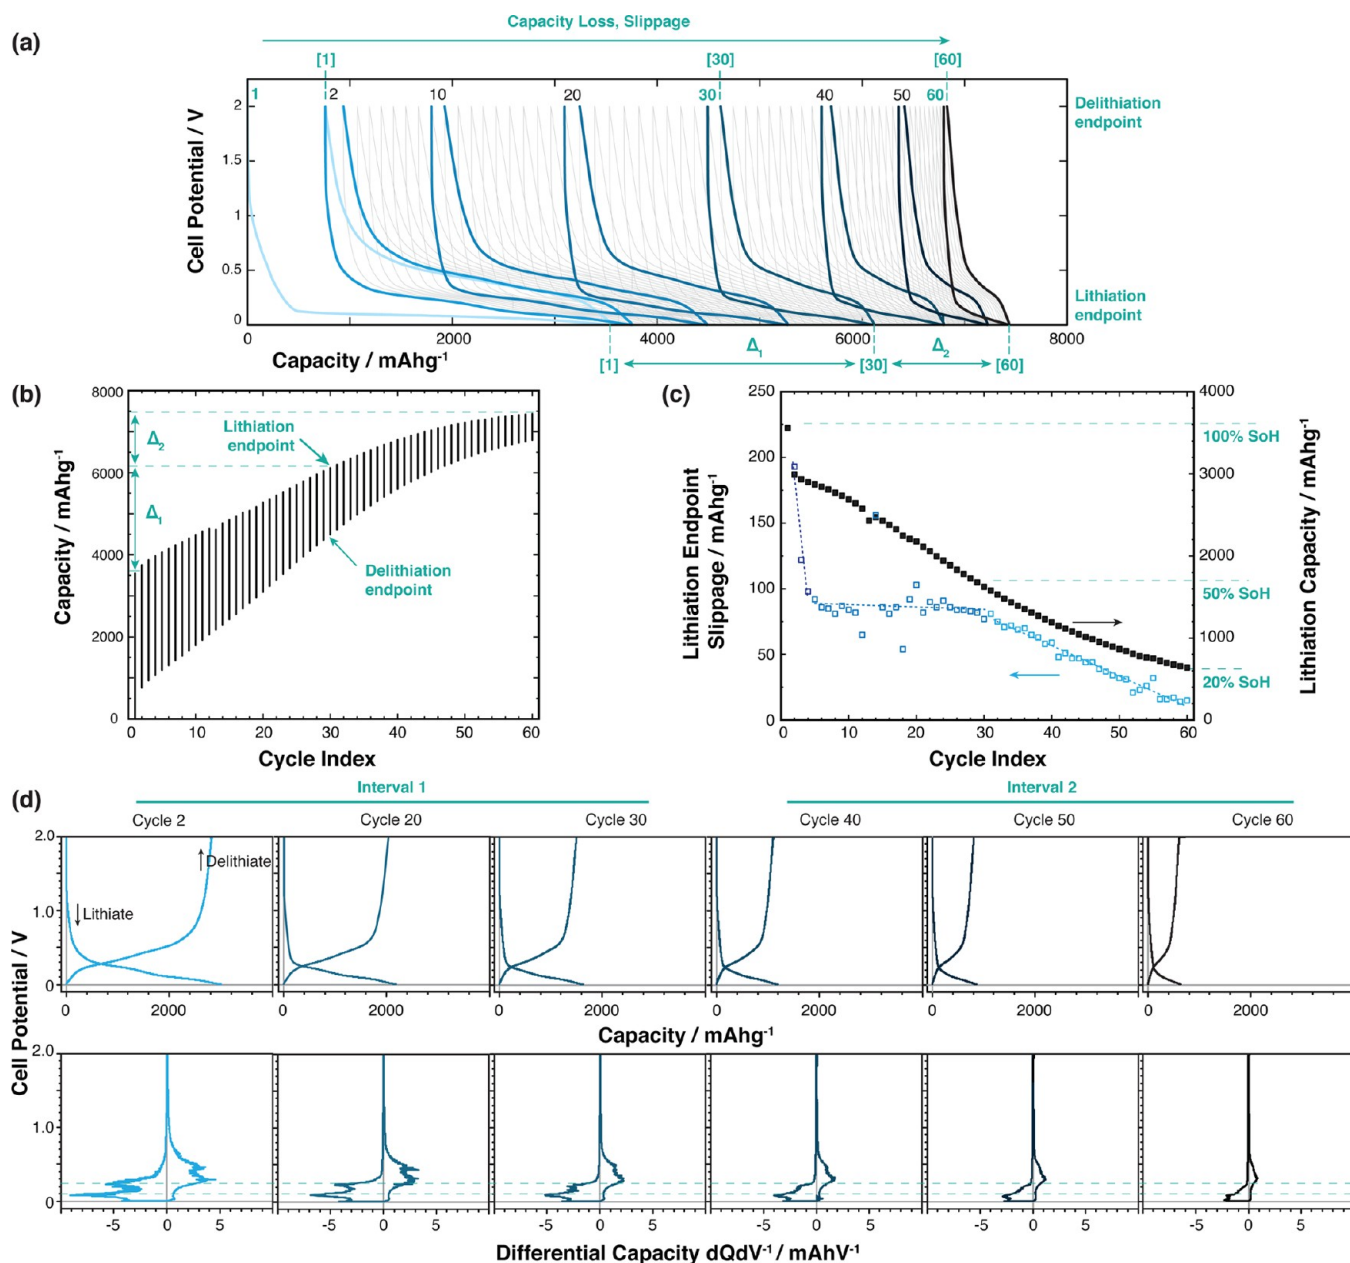 (a)
Capacity Loss, Slippage
[1] [30] [60]
1 2 10 20 30 40 50 60
2
1.5
1
0.5
0
Cell Potential / V
Delithiation
endpoint
Lithiation
endpoint
0 2000 4000 6000 8000
Capacity / mAhg-1
[1] Δ1 [30] Δ2 [60]
(b)
8000
6000
4000
2000
0
Capacity / mAhg-1
Δ2
Δ1
Lithiation
endpoint
Delithiation
endpoint
0 10 20 30 40 50 60
Cycle Index
(c)
250
200
150
100
50
0
Lithiation Endpoint
Slippage / mAhg-1
4000
3000
2000
1000
0
Lithiation Capacity / mAhg-1
100% SoH
50% SoH
20% SoH
0 10 20 30 40 50 60
Cycle Index
(d)
Interval 1 Interval 2
Cycle 2 Cycle 20 Cycle 30 Cycle 40 Cycle 50 Cycle 60
2.0
1.0
0
Delithiate
Lithiate
0 2000 0 2000 0 2000 0 2000 0 2000 0 2000
Capacity / mAhg-1
Cell Potential / V
2.0
1.0
0
-5 0 5 -5 0 5 -5 0 5 -5 0 5 -5 0 5 -5 0 5
Differential Capacity dQdV-1 / mAhV-1